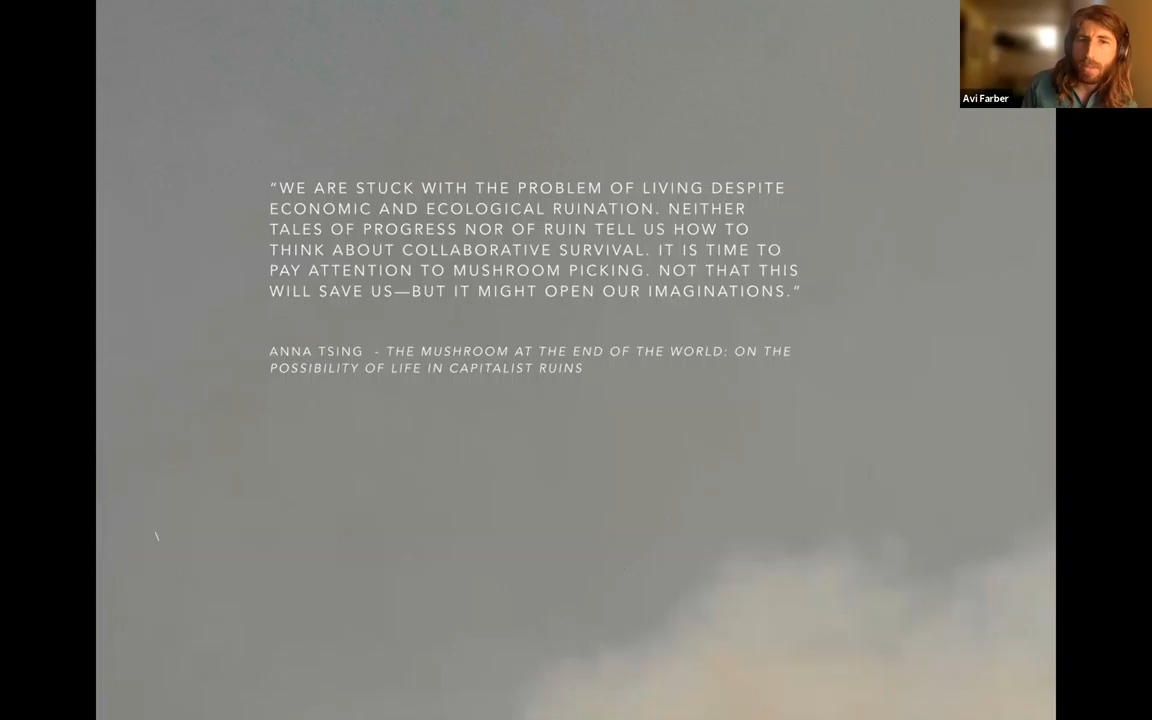 Avi Farber
“WE ARE STUCK WITH THE PROBLEM OF LIVING DESPITE
ECONOMIC AND ECOLOGICAL RUINATION. NEITHER
TALES OF PROGRESS NOR OF RUIN TELL US HOW TO
THINK ABOUT COLLABORATIVE SURVIVAL. IT IS TIME TO
PAY ATTENTION TO MUSHROOM PICKING. NOT THAT THIS
WILL SAVE US—BUT IT MIGHT OPEN OUR IMAGINATIONS.”
ANNA TSING - THE MUSHROOM AT THE END OF THE WORLD: ON THE
POSSIBILITY OF LIFE IN CAPITALIST RUINS
\